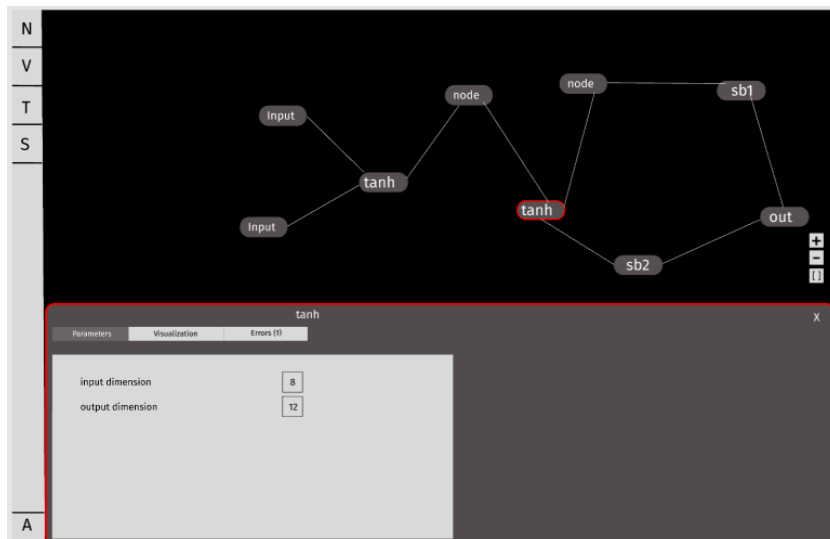 N
V
T
S
A
Input
Input
tanh
node
tanh
node
sb1
sb2
out
+
−
[ ]
tanh
X
Parameters
Visualization
Errors (1)
input dimension 8
output dimension 12